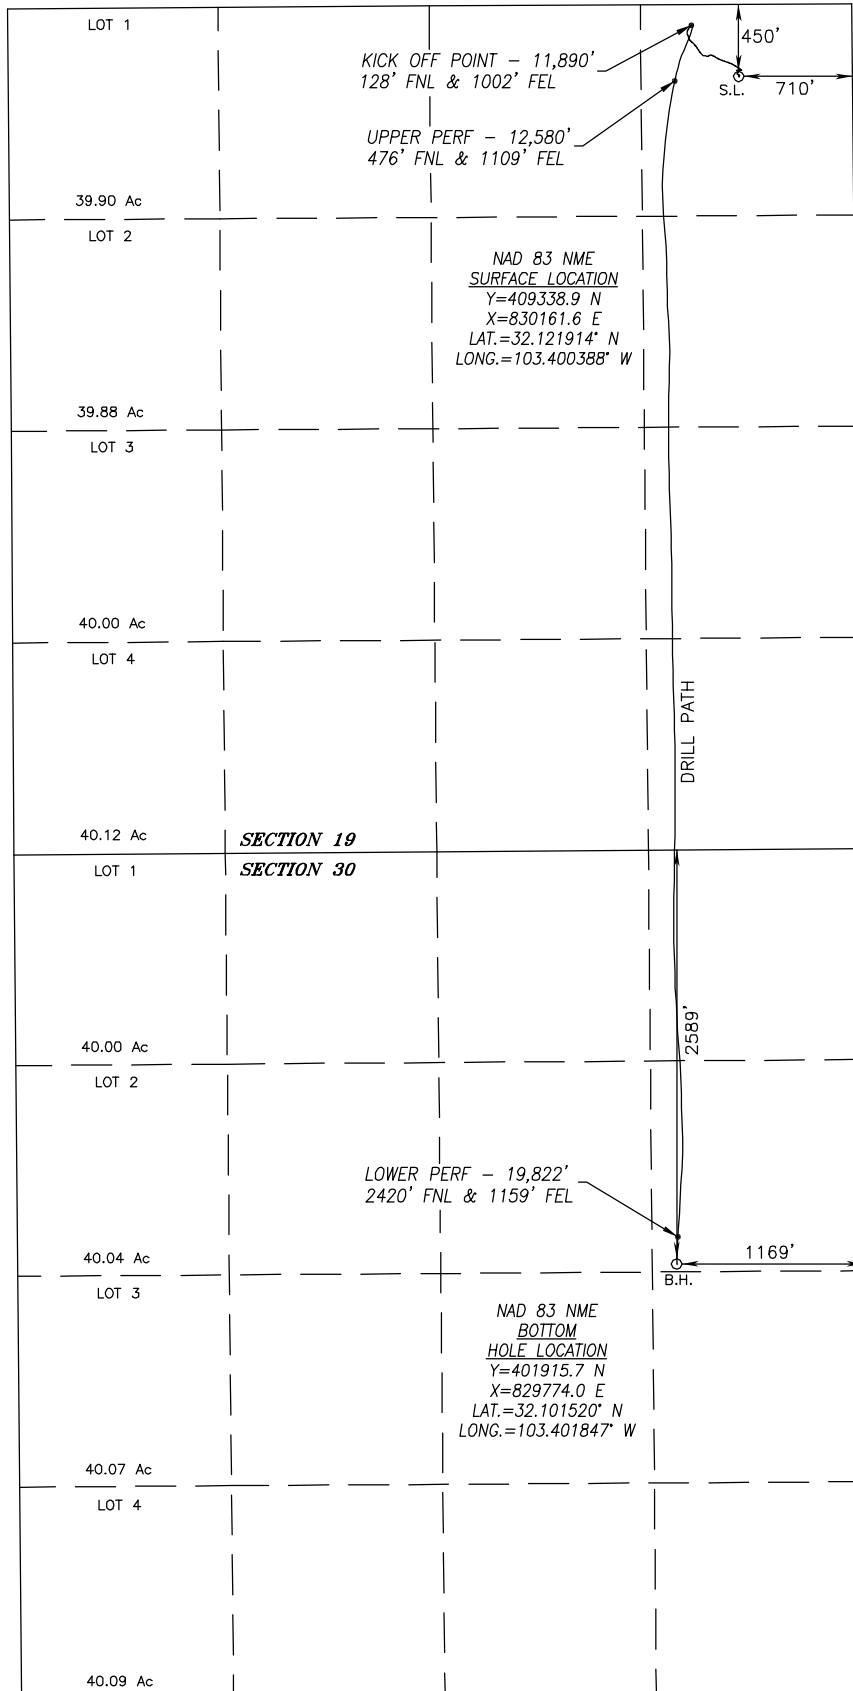 LOT 1
450'
KICK OFF POINT – 11,890'
128' FNL & 1002' FEL
S.L.
710'
UPPER PERF – 12,580'
476' FNL & 1109' FEL
39.90 Ac
LOT 2
NAD 83 NME
SURFACE LOCATION
Y=409338.9 N
X=830161.6 E
LAT.=32.121914° N
LONG.=103.400388° W
39.88 Ac
LOT 3
40.00 Ac
LOT 4
DRILL PATH
40.12 Ac
SECTION 19
LOT 1
SECTION 30
2589'
40.00 Ac
LOT 2
LOWER PERF – 19,822'
2420' FNL & 1159' FEL
40.04 Ac
1169'
B.H.
LOT 3
NAD 83 NME
BOTTOM
HOLE LOCATION
Y=401915.7 N
X=829774.0 E
LAT.=32.101520° N
LONG.=103.401847° W
40.07 Ac
LOT 4
40.09 Ac